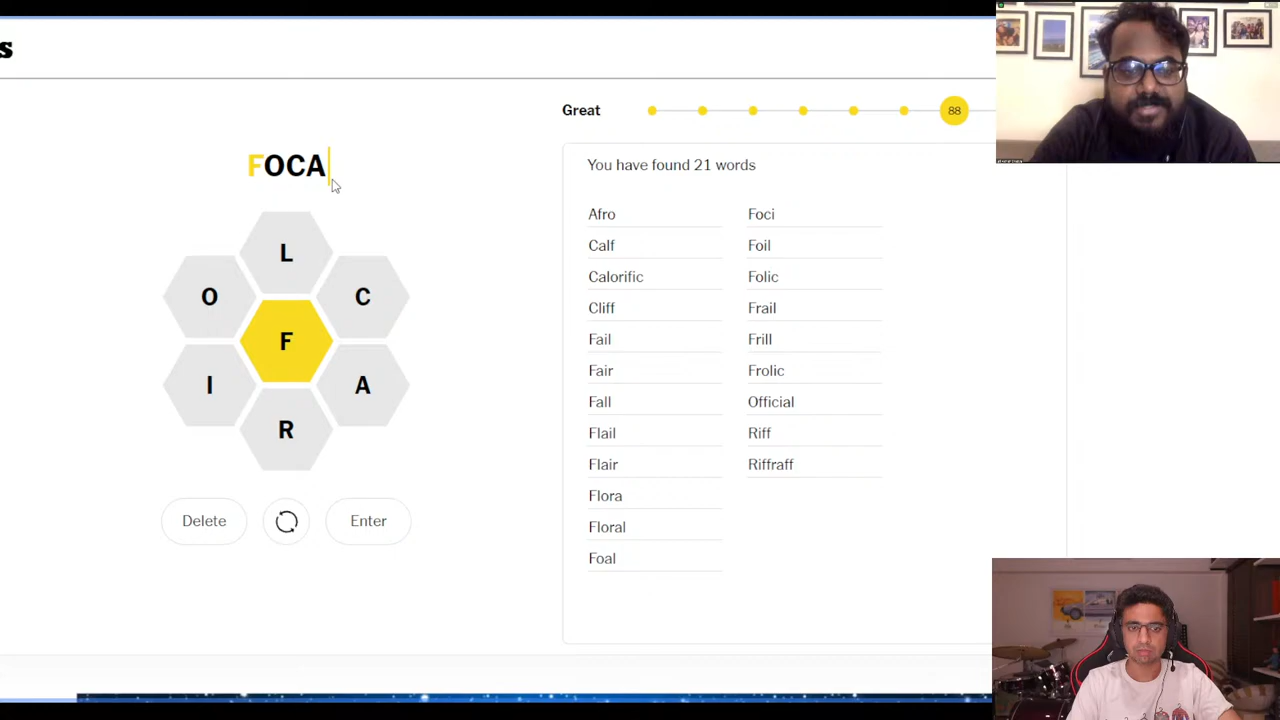 s
Great
88
FOCA
You have found 21 words
Afro
Calf
Calorific
Cliff
Fail
Fair
Fall
Flail
Flair
Flora
Floral
Foal
Foci
Foil
Folic
Frail
Frill
Frolic
Official
Riff
Riffraff
L
O
C
F
I
A
R
Delete
Enter